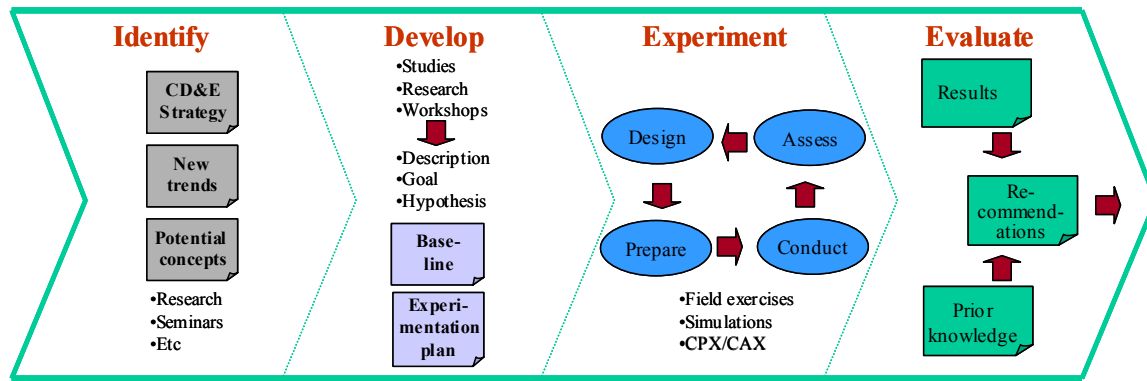 Identify
CD&E
Strategy
New
trends
Potential
concepts
•Research
•Seminars
•Etc
Develop
•Studies
•Research
•Workshops
•Description
•Goal
•Hypothesis
Base-
line
Experi-
mentation
plan
Experiment
Design
Assess
Prepare
Conduct
•Field exercises
•Simulations
•CPX/CAX
Evaluate
Results
Re-
commend-
ations
Prior
knowledge